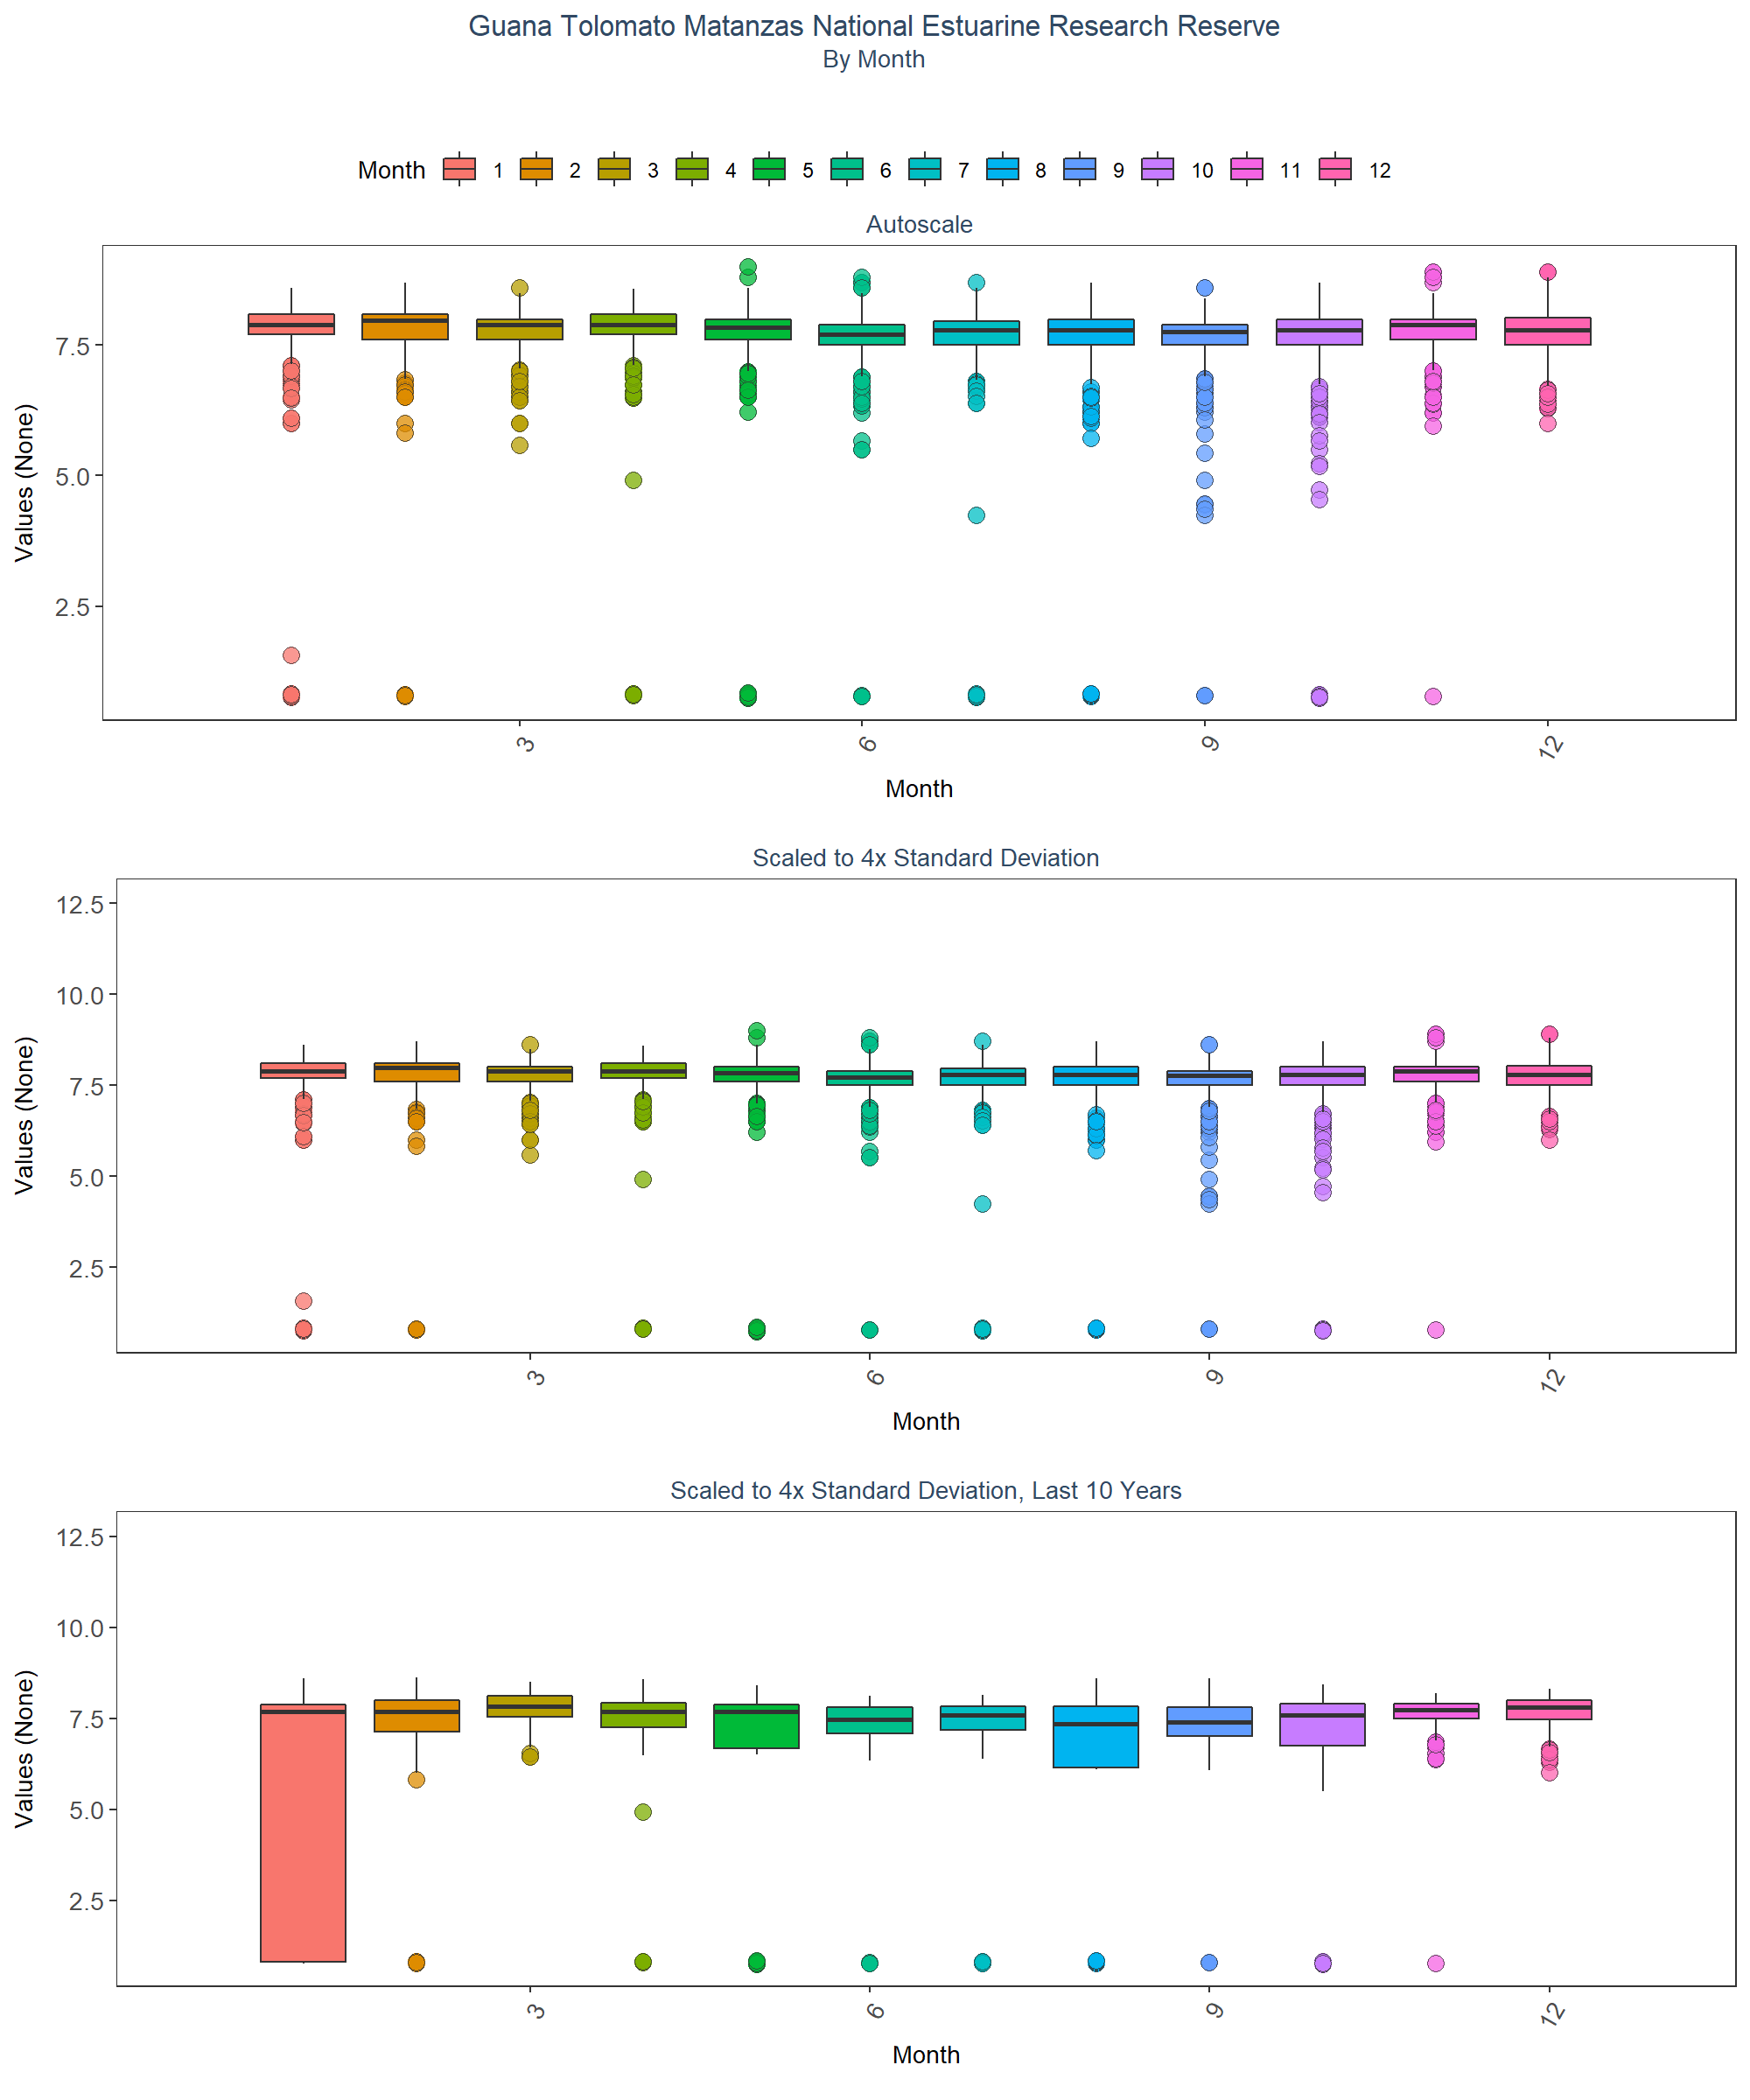 Guana Tolomato Matanzas National Estuarine Research Reserve
By Month
Month 1 2 3 4 5 6 7 8 9 10 11 12
Autoscale
Values (None)
7.5
5.0
2.5
3 6 9 12
Month
Scaled to 4x Standard Deviation
Values (None)
12.5
10.0
7.5
5.0
2.5
3 6 9 12
Month
Scaled to 4x Standard Deviation, Last 10 Years
Values (None)
12.5
10.0
7.5
5.0
2.5
3 6 9 12
Month